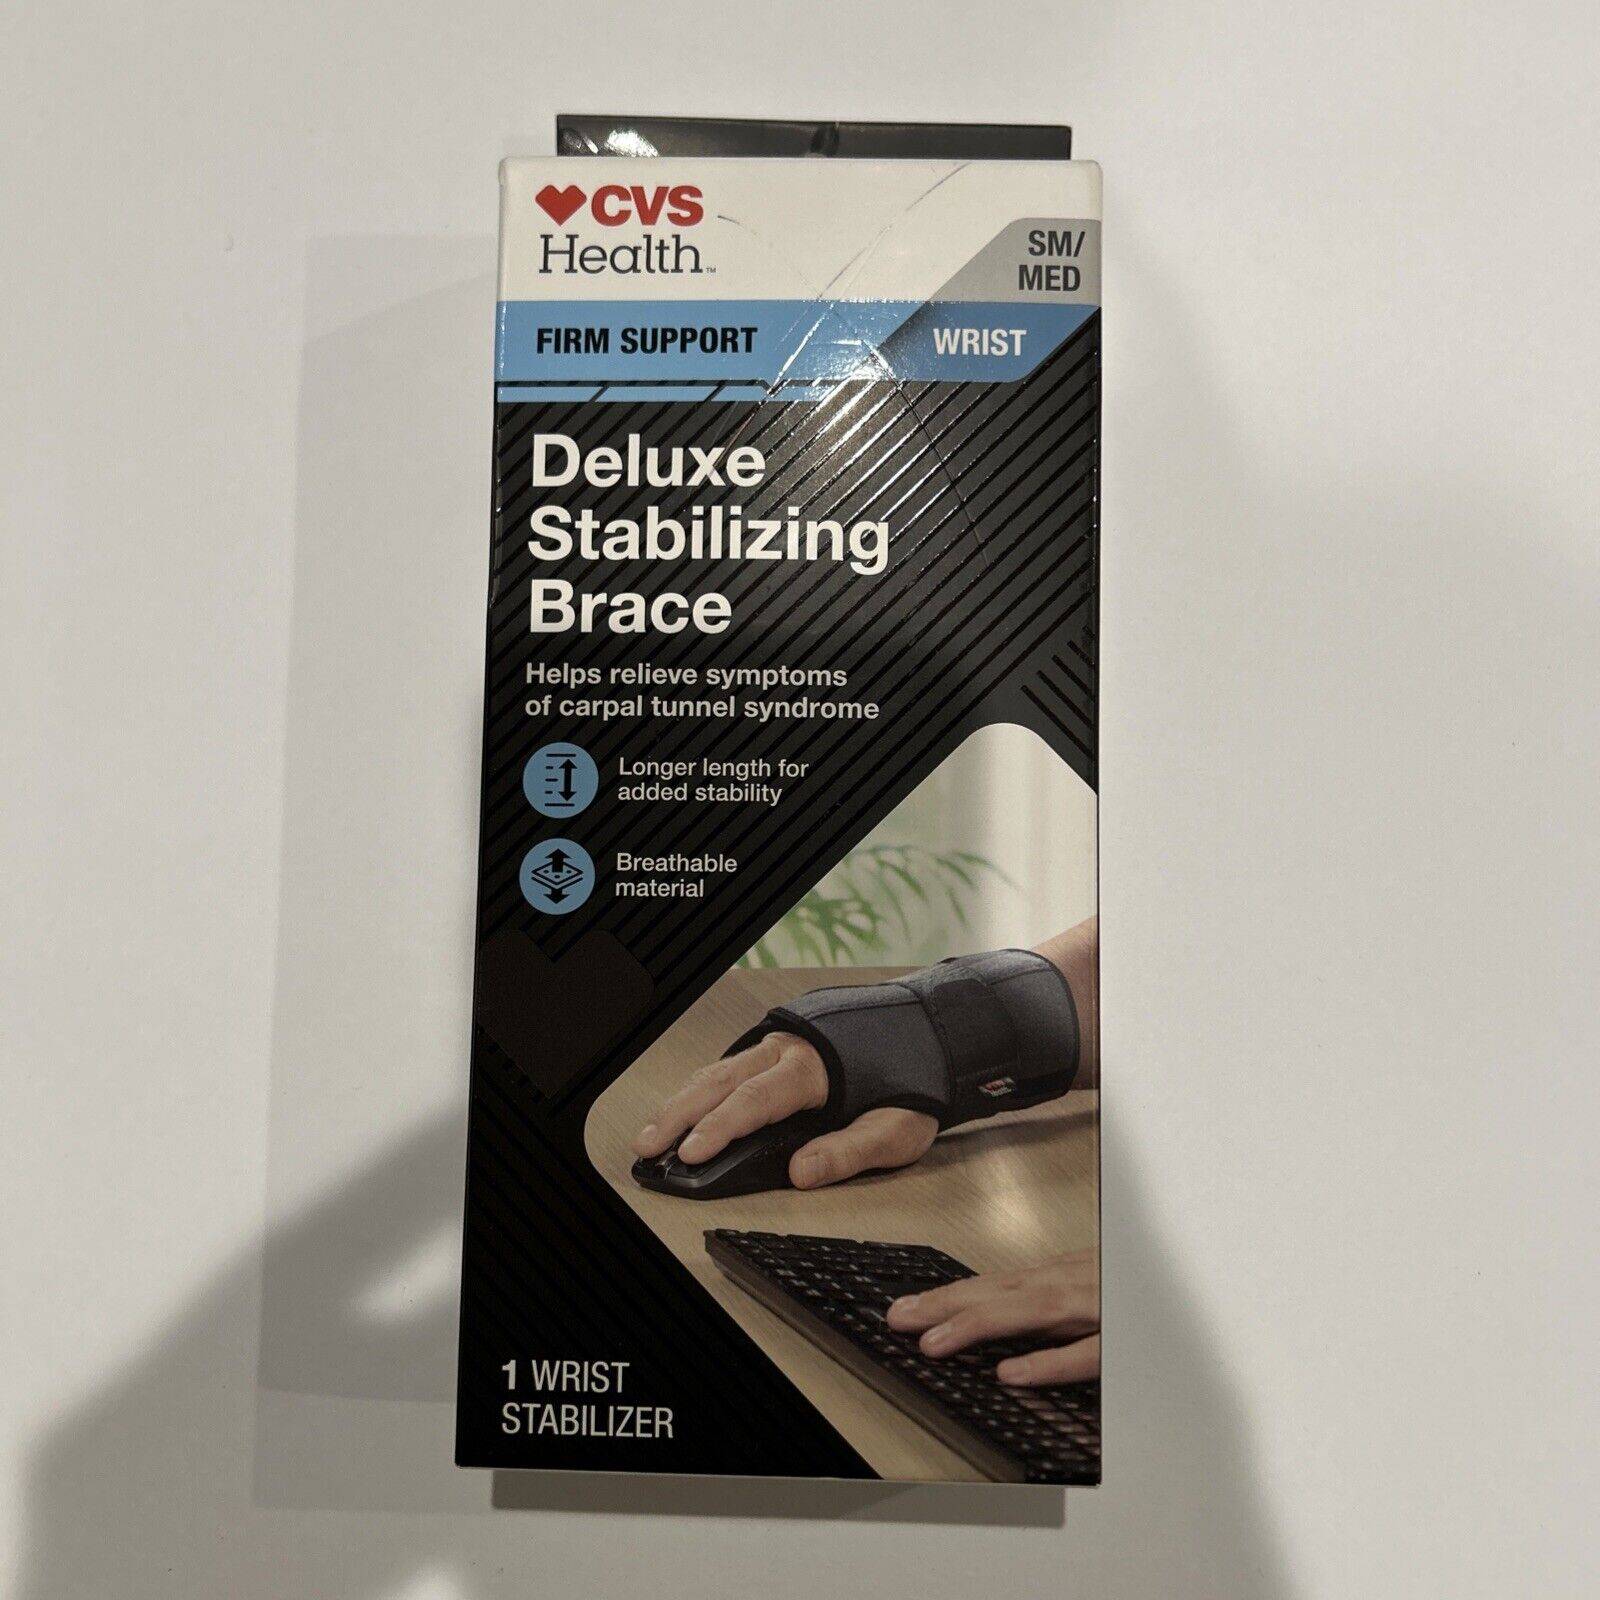 CVS
Health™
SM/
MED
FIRM SUPPORT
WRIST
Deluxe
Stabilizing
Brace
Helps relieve symptoms
of carpal tunnel syndrome
Longer length for
added stability
Breathable
material
1 WRIST
STABILIZER